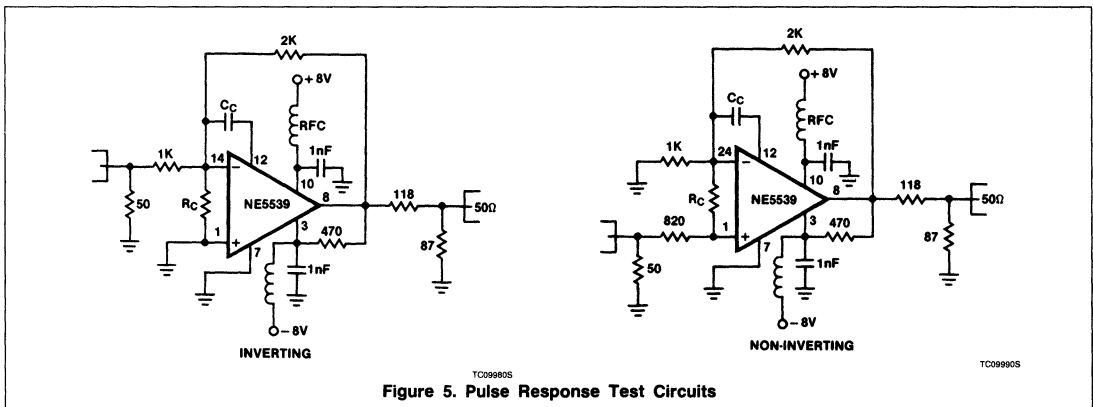 2K
+ 8V
CC
RFC
1nF
1K
14
−
12
10
50
RC
NE5539
8
118
50Ω
1
+
3
470
87
7
1nF
− 8V
INVERTING
TC09980S
2K
+ 8V
CC
RFC
1nF
1K
24
−
12
10
RC
NE5539
8
118
50Ω
820
1
+
3
470
87
7
50
1nF
− 8V
NON-INVERTING
TC09990S
Figure 5. Pulse Response Test Circuits